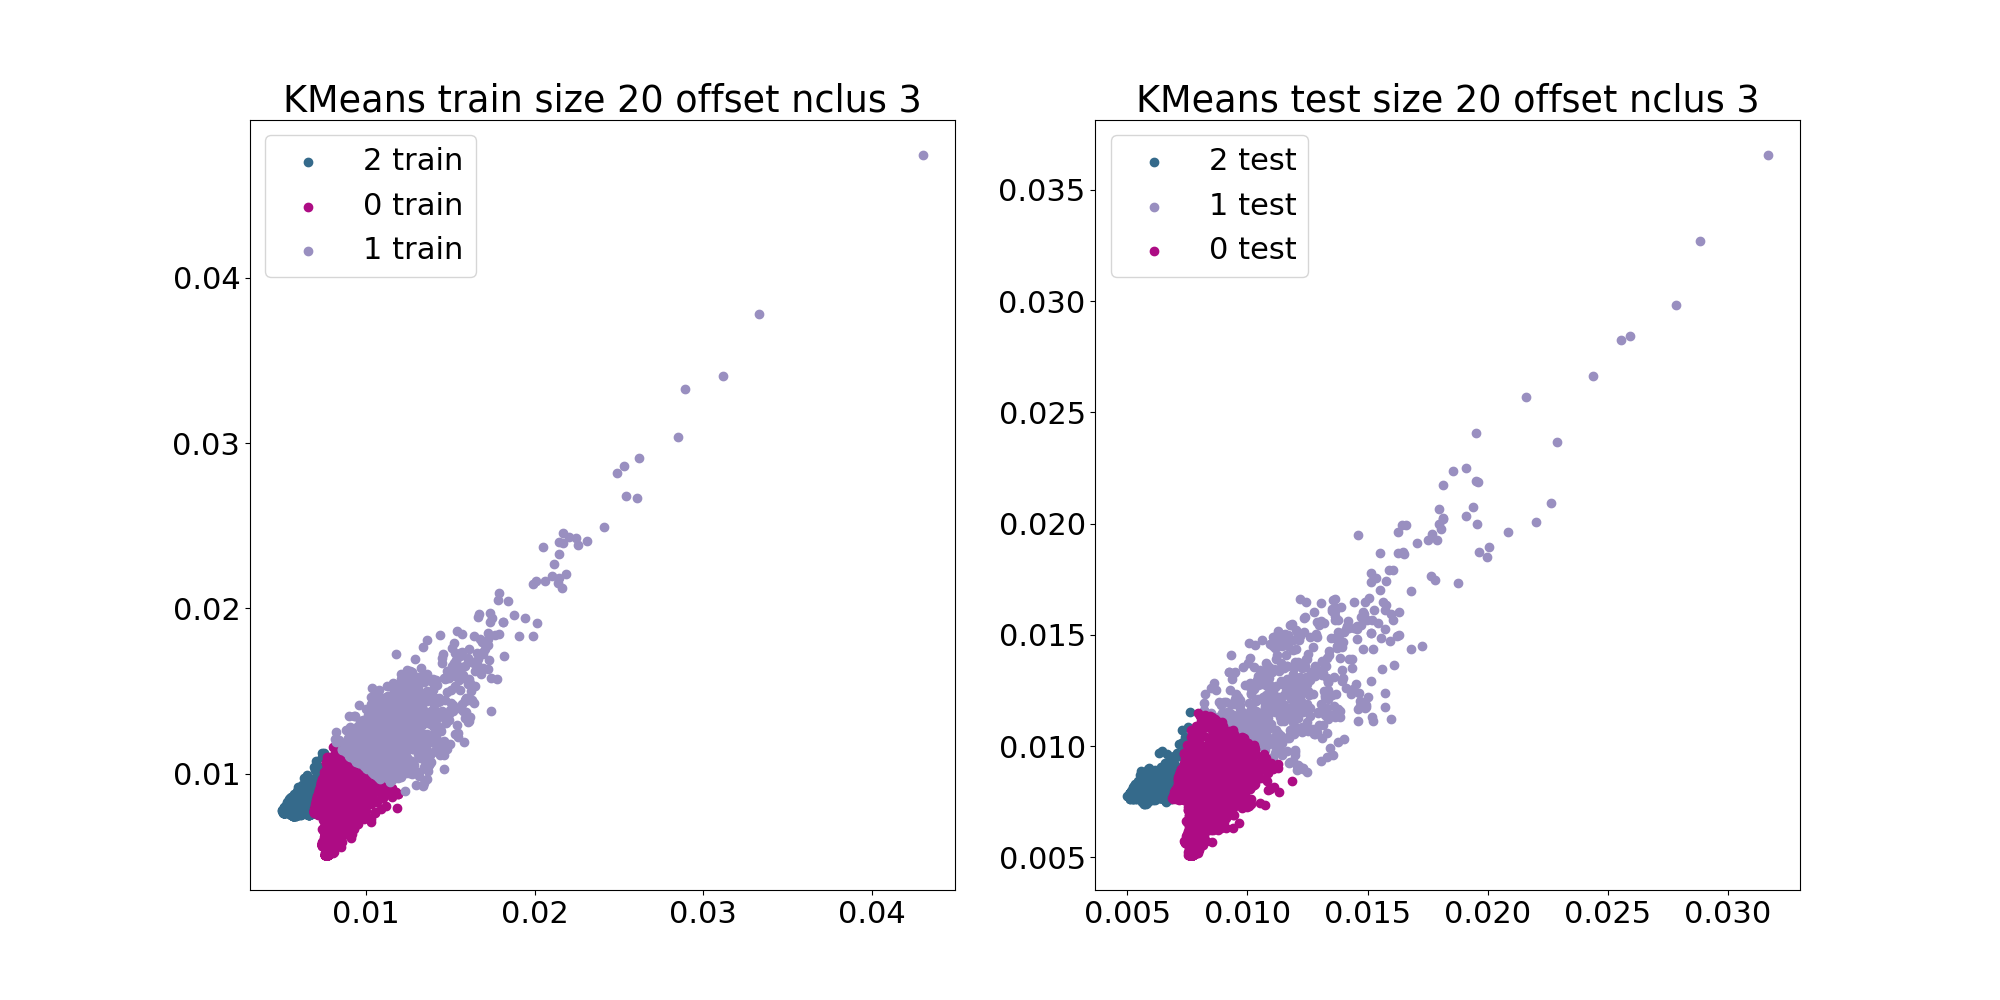 KMeans train size 20 offset nclus 3
2 train
0 train
1 train
0.04
0.03
0.02
0.01
0.01 0.02 0.03 0.04
KMeans test size 20 offset nclus 3
2 test
1 test
0 test
0.035
0.030
0.025
0.020
0.015
0.010
0.005
0.005 0.010 0.015 0.020 0.025 0.030